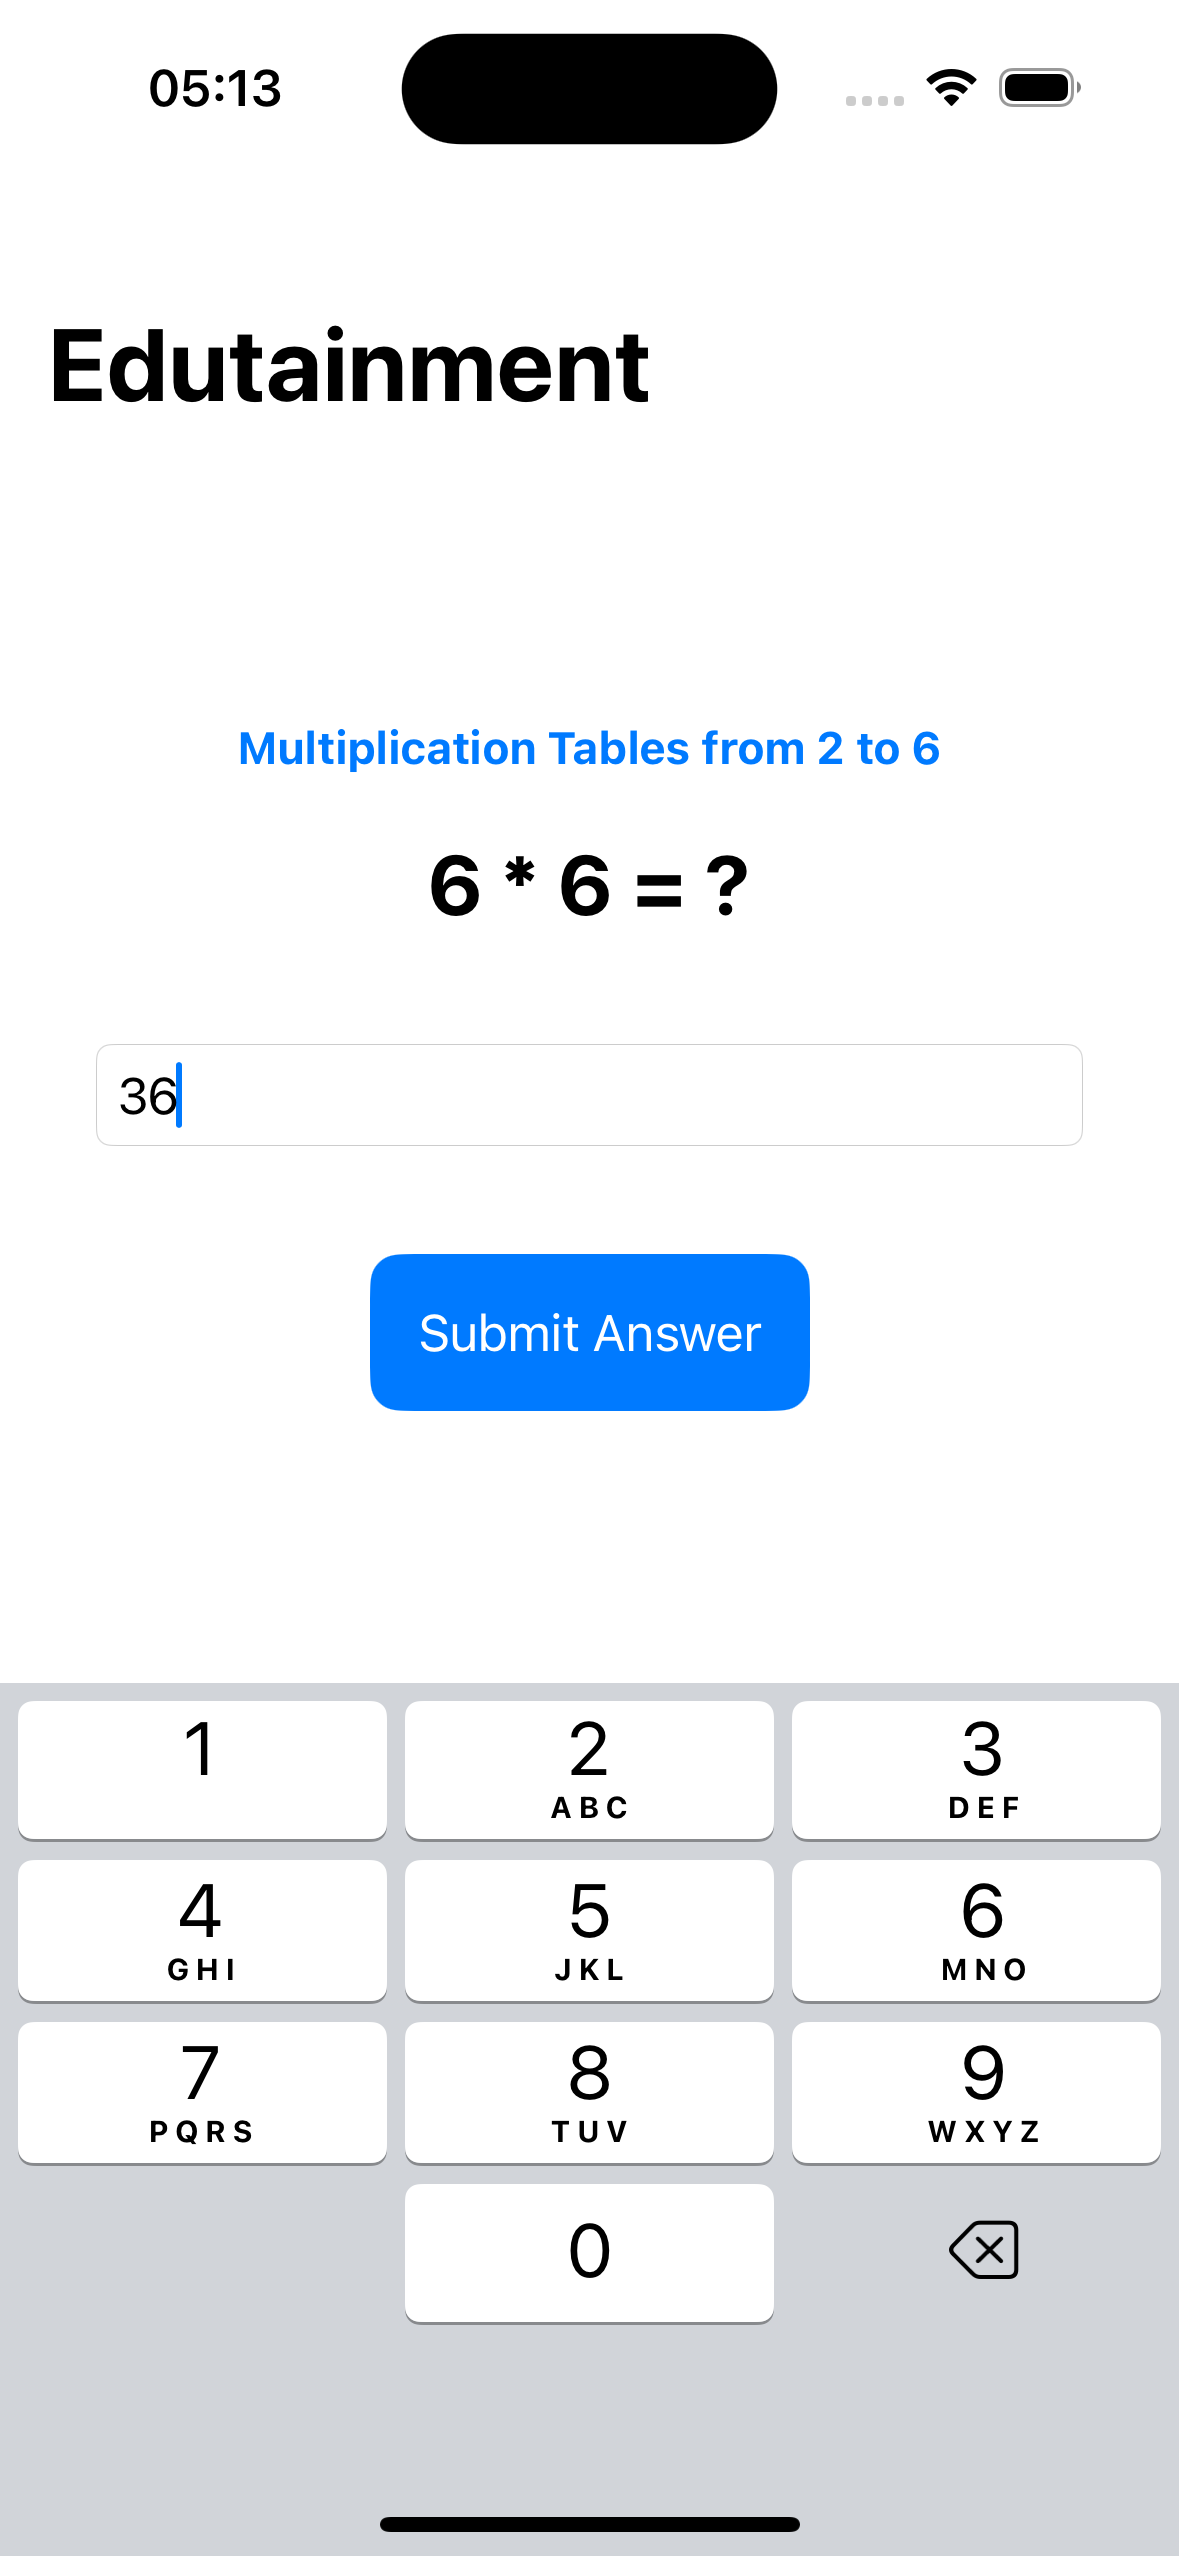 05:13
Edutainment
Multiplication Tables from 2 to 6
6 * 6 = ?
36
Submit Answer
1 2 3
ABC DEF
4 5 6
GHI JKL MNO
7 8 9
PQRS TUV WXYZ
0